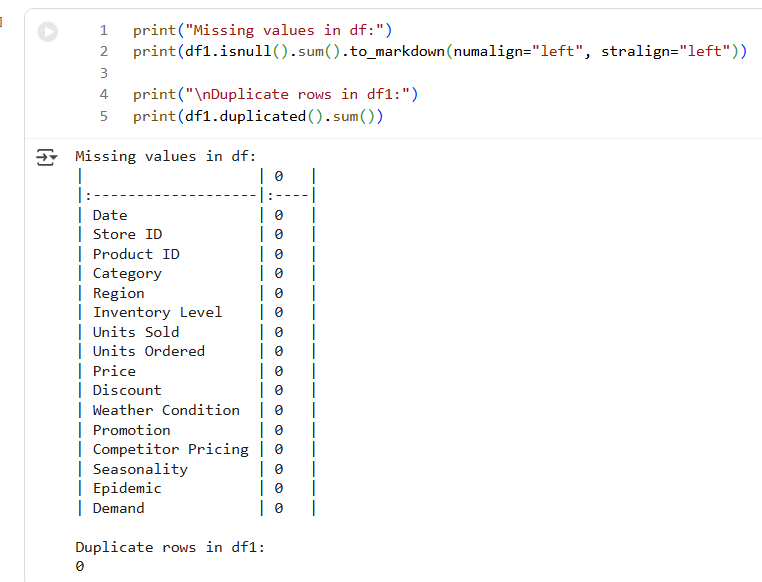 1 print("Missing values in df:")
2 print(df1.isnull().sum().to_markdown(numalign="left", stralign="left"))
3
4 print("\nDuplicate rows in df1:")
5 print(df1.duplicated().sum())
Missing values in df:
|                    | 0   |
|:-------------------|:----|
| Date               | 0   |
| Store ID           | 0   |
| Product ID         | 0   |
| Category           | 0   |
| Region             | 0   |
| Inventory Level    | 0   |
| Units Sold         | 0   |
| Units Ordered      | 0   |
| Price              | 0   |
| Discount           | 0   |
| Weather Condition  | 0   |
| Promotion          | 0   |
| Competitor Pricing | 0   |
| Seasonality        | 0   |
| Epidemic           | 0   |
| Demand             | 0   |
Duplicate rows in df1:
0